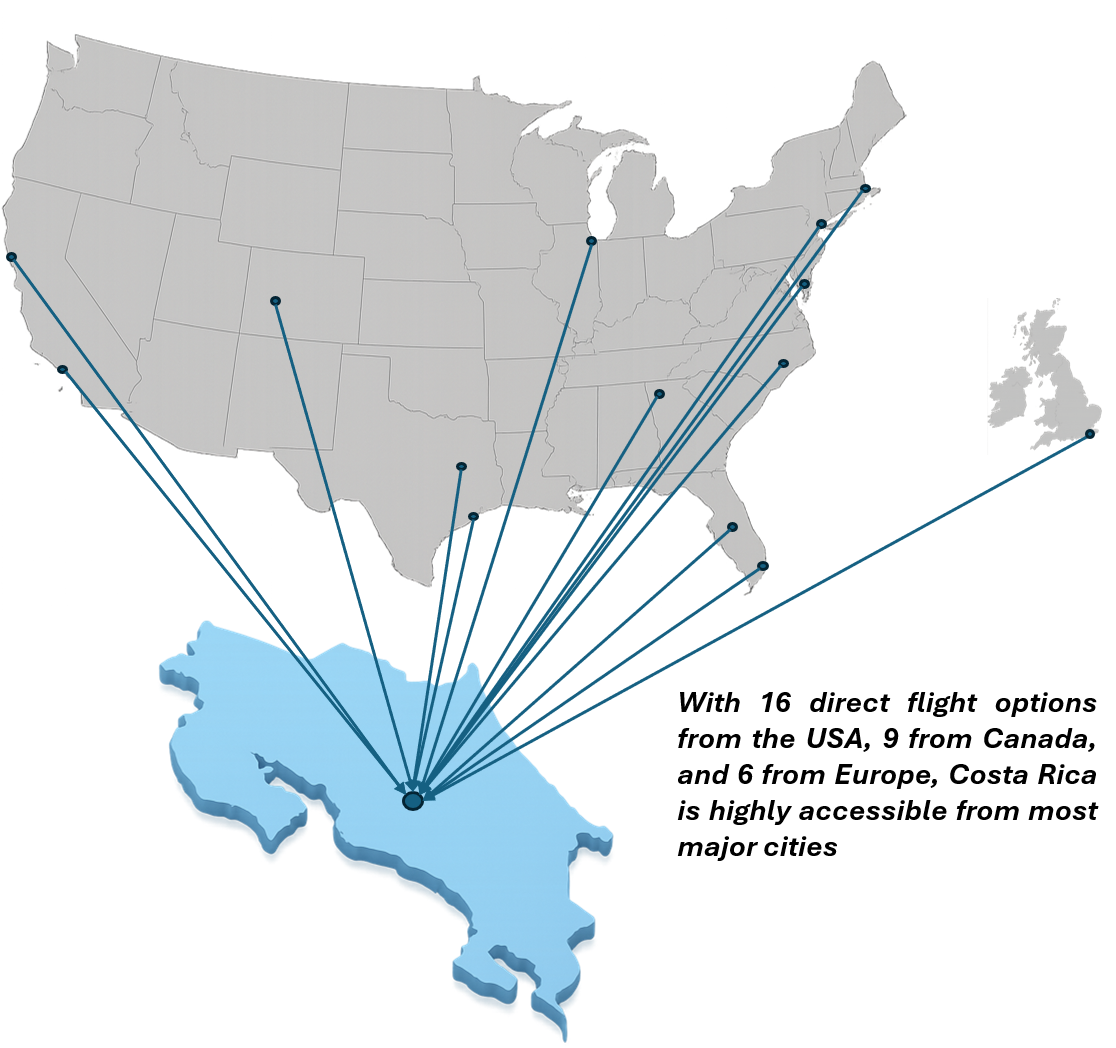 With 16 direct flight options
from the USA, 9 from Canada,
and 6 from Europe, Costa Rica
is highly accessible from most
major cities